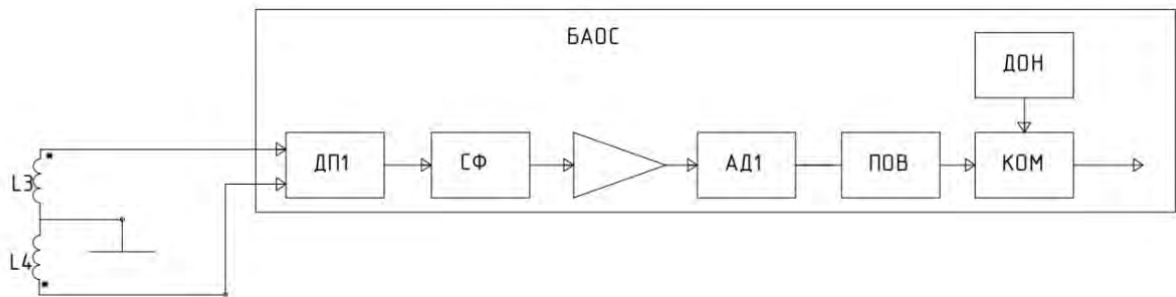 БАОС
ДОН
ДП1
СФ
АД1
ПОВ
КОМ
L3
L4